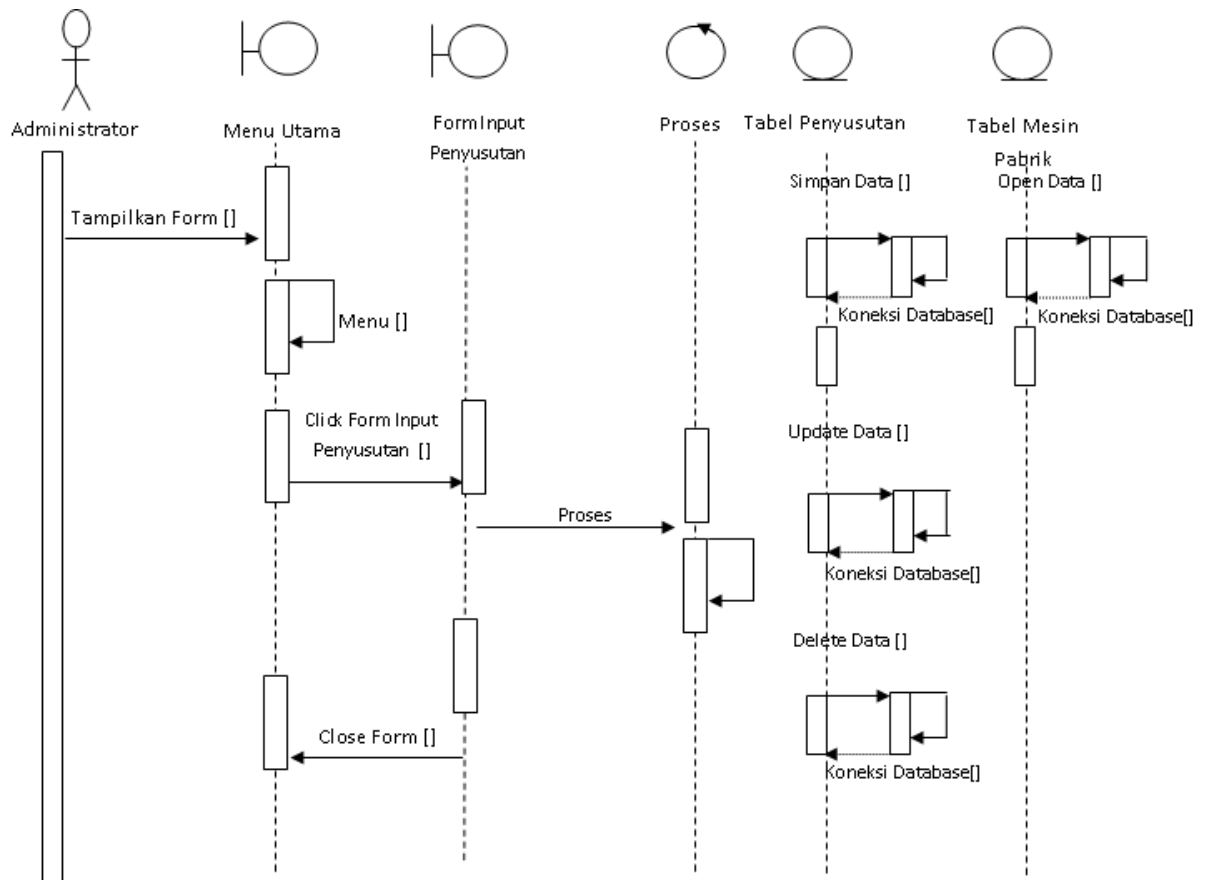 Administrator
Menu Utama
Form Input
Penyusutan
Proses
Tabel Penyusutan
Tabel Mesin
Pabrik
Simpan Data []
Open Data []
Tampilkan Form []
Koneksi Database[]
Koneksi Database[]
Menu []
Click Form Input
Penyusutan []
Update Data []
Proses
Koneksi Database[]
Delete Data []
Close Form []
Koneksi Database[]